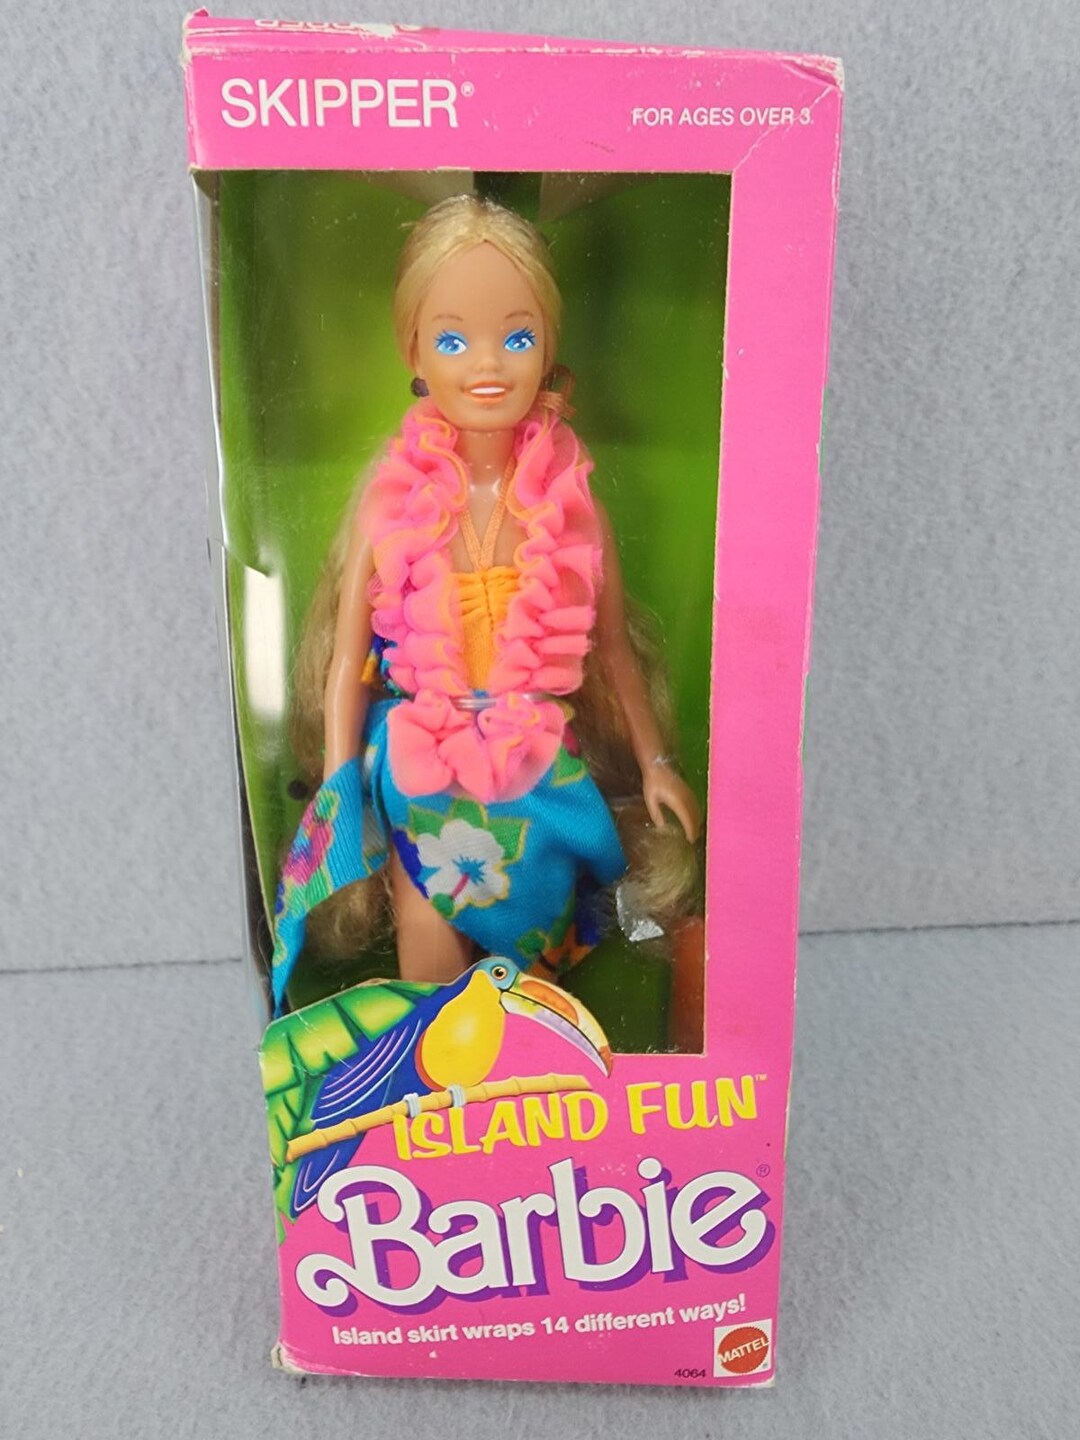 SKIPPER®
FOR AGES OVER 3.
ISLAND FUN™
Barbie®
Island skirt wraps 14 different ways!
MATTEL®
4064